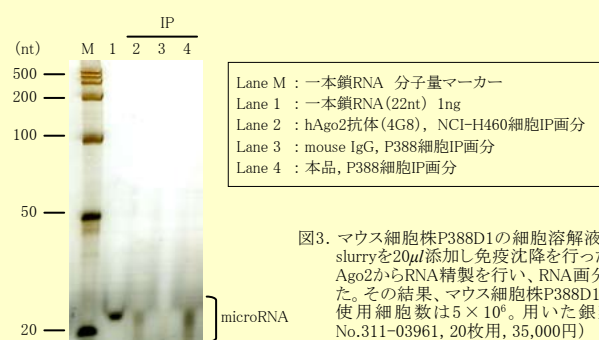 IP
(nt) M 1 2 3 4
500
200
100
50
20
microRNA
Lane M : 一本鎖RNA 分子量マーカー
Lane 1 : 一本鎖RNA(22nt) 1ng
Lane 2 : hAgo2抗体(4G8), NCI-H460細胞IP画分
Lane 3 : mouse IgG, P388細胞IP画分
Lane 4 : 本品, P388細胞IP画分
図3. マウス細胞株P388D1の細胞溶解液
slurryを20μl添加し免疫沈降を行った
Ago2からRNA精製を行い、RNA画分
た。その結果、マウス細胞株P388D1
使用細胞数は5×10⁶。用いた銀
No.311-03961, 20枚用, 35,000円）